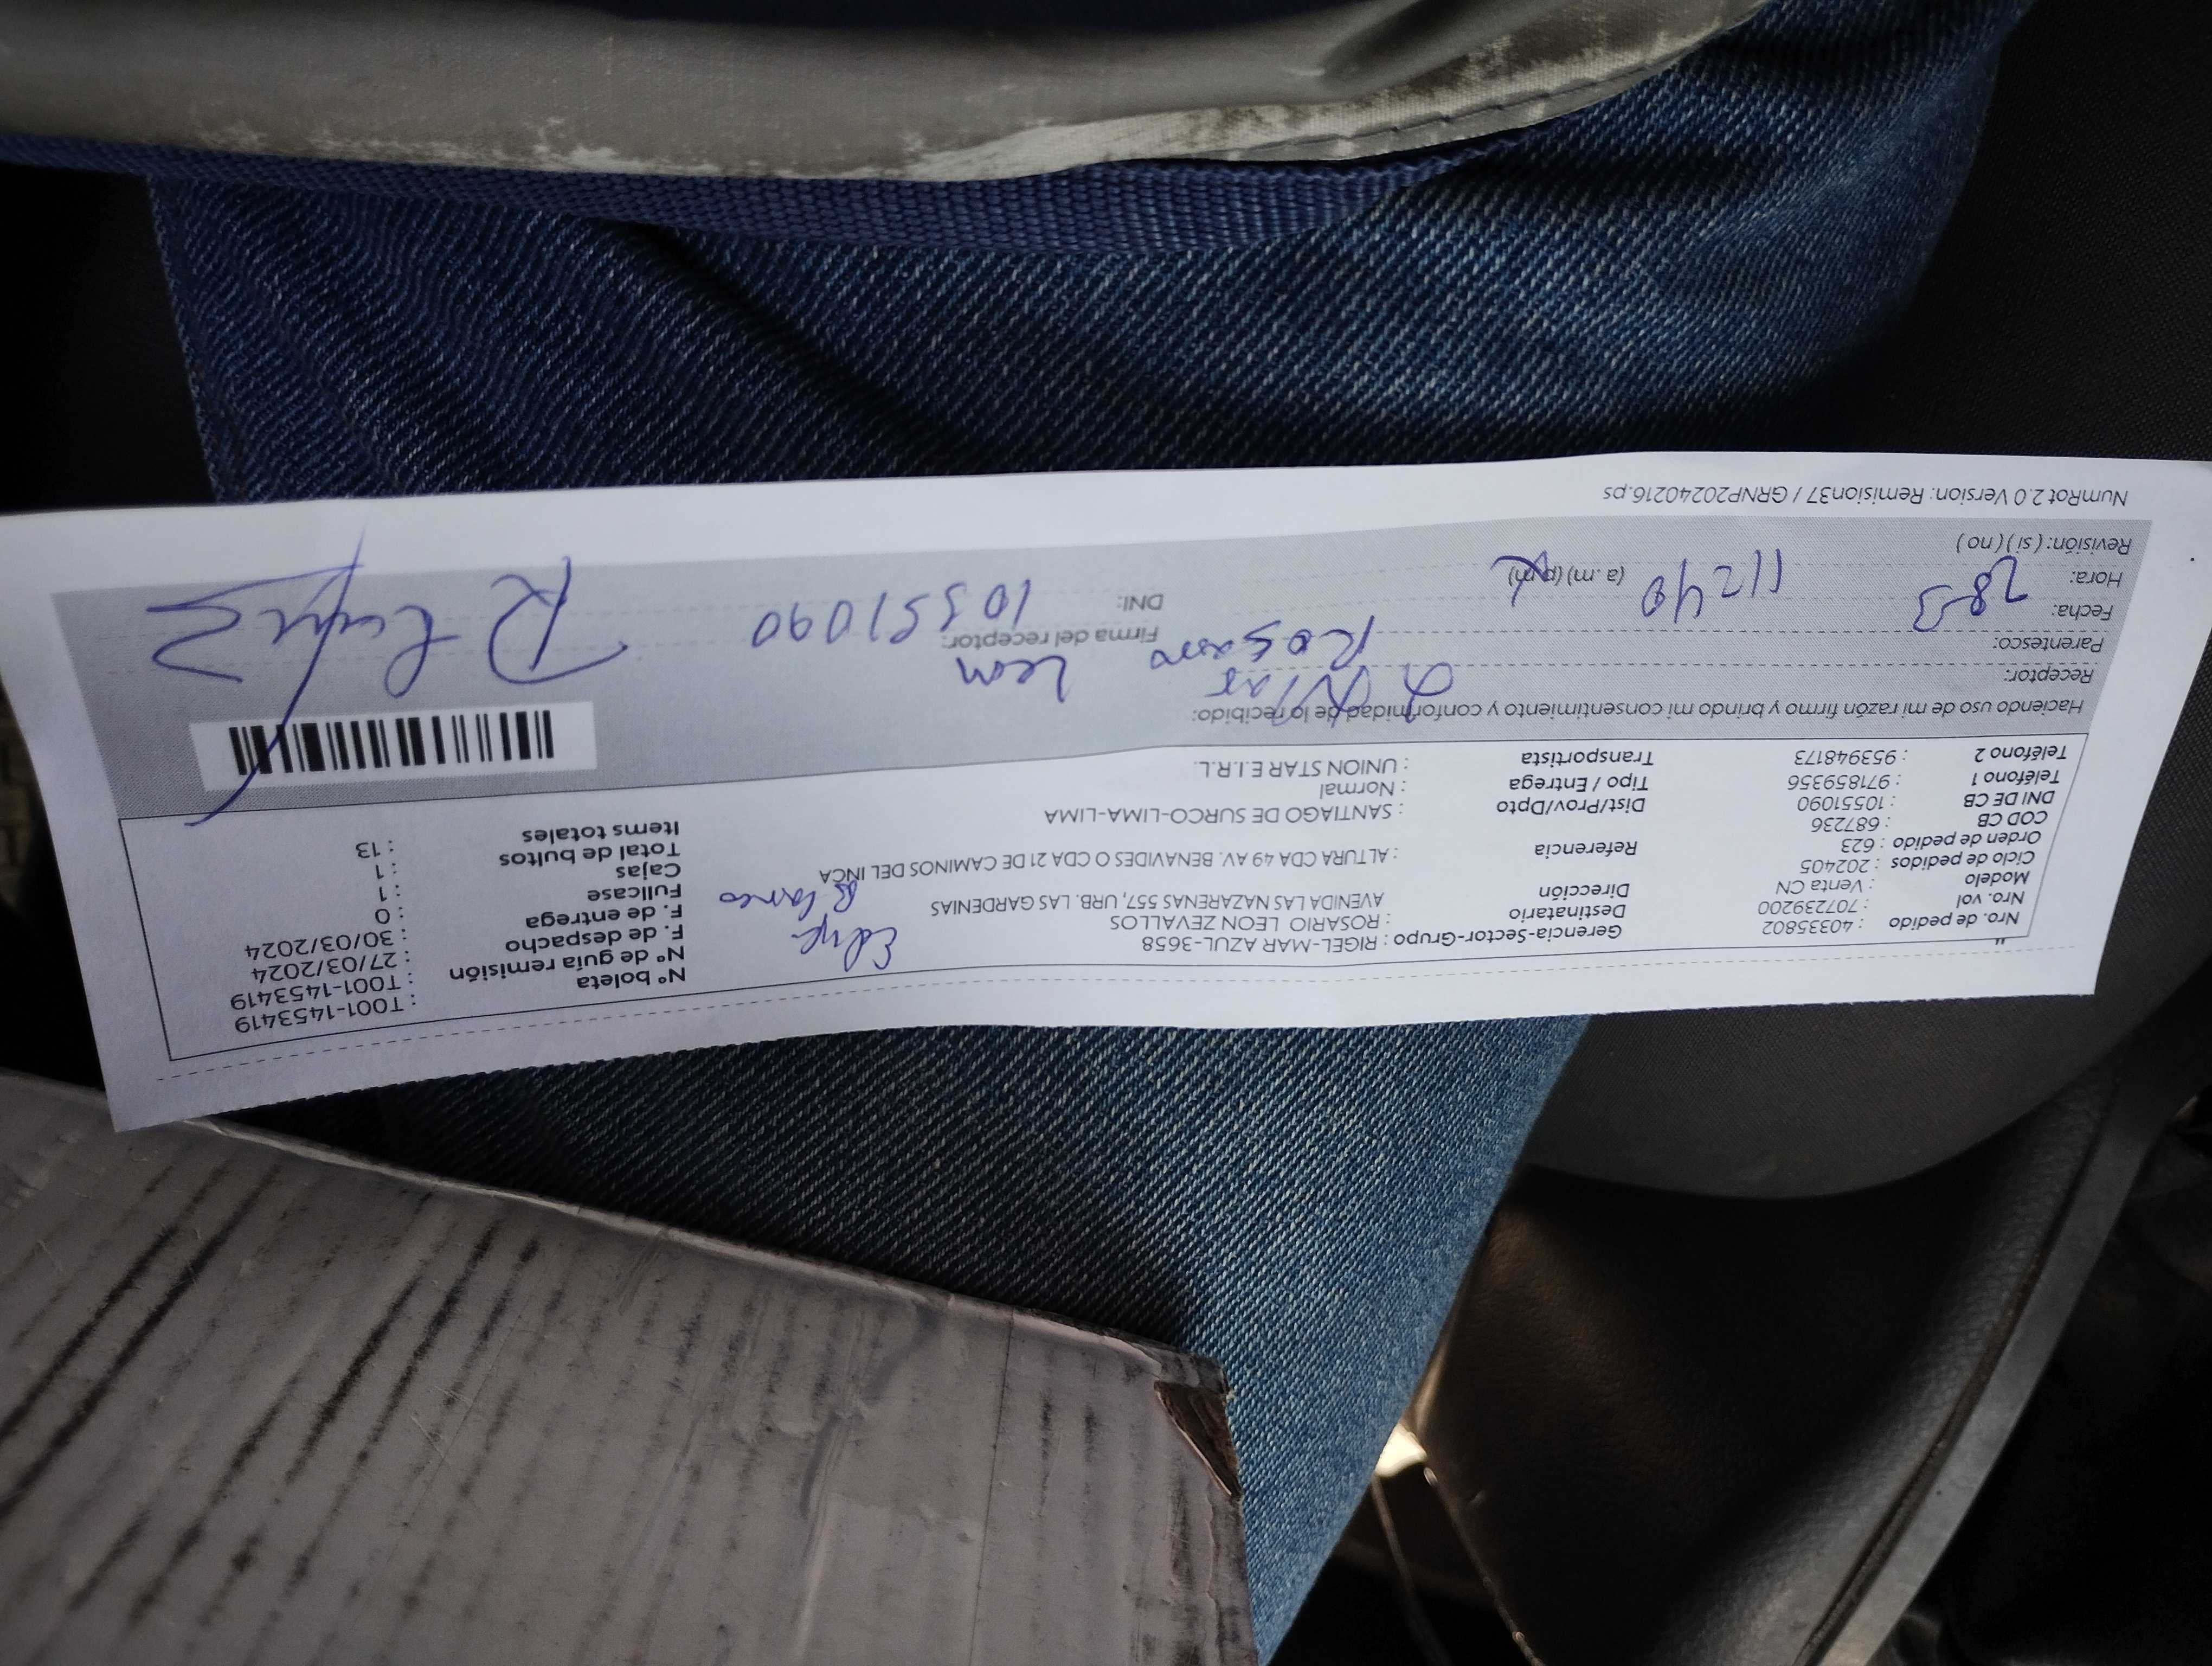 Nro. de pedido : 40335802
Nro. vol : 707239200
Modelo : Venta CN
Ciclo de pedidos : 202405
Orden de pedido : 623
COD CB : 687236
DNI DE CB : 10551090
Teléfono 1 : 971859356
Teléfono 2 : 953948173
Gerencia-Sector-Grupo : RIGEL-MAR AZUL-3658
Destinatario : ROSARIO LEON ZEVALLOS
Dirección AVENIDA LAS NAZARENAS 557, URB. LAS GARDENIAS
Referencia : ALTURA CDA 49 AV. BENAVIDES O CDA 21 DE CAMINOS DEL INCA
Dist/Prov/Dpto : SANTIAGO DE SURCO-LIMA-LIMA
Tipo / Entrega : Normal
Transportista : UNION STAR E.I.R.L.
N° boleta : T001-1453419
N° de guía remisión : T001-1453419
F. de despacho : 27/03/2024
F. de entrega : 30/03/2024
Fullcase : 0
Cajas : 1
Total de bultos : 1
Items totales : 13
Haciendo uso de mi razón firmo y brindo mi consentimiento y conformidad de lo recibido:
Receptor:
Parentesco:
Leon
Firma del receptor:
Fecha: 28-3
DNI: 10551090
Hora: 11:40 (a .m) (p.m)
Revisión: ( si ) ( no )
NumRot 2.0 Version: Remision37 / GRNP20240216.ps